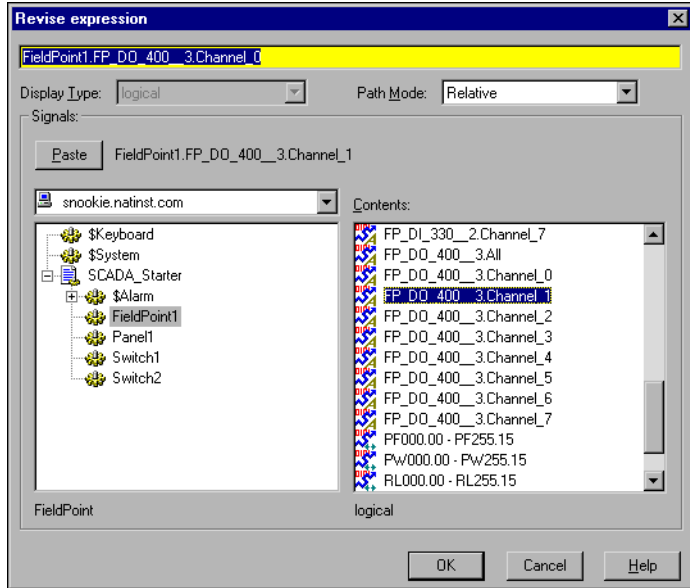 Revise expression
FieldPoint1.FP_DO_400__3.Channel_0
Display Type: logical
Path Mode: Relative
Signals:
Paste FieldPoint1.FP_DO_400__3.Channel_1
snookie.natinst.com
$Keyboard
$System
SCADA_Starter
$Alarm
FieldPoint1
Panel1
Switch1
Switch2
FieldPoint
Contents:
FP_DI_330__2.Channel_7
FP_DO_400__3.All
FP_DO_400__3.Channel_0
FP_DO_400__3.Channel_1
FP_DO_400__3.Channel_2
FP_DO_400__3.Channel_3
FP_DO_400__3.Channel_4
FP_DO_400__3.Channel_5
FP_DO_400__3.Channel_6
FP_DO_400__3.Channel_7
PF000.00 - PF255.15
PW000.00 - PW255.15
RL000.00 - RL255.15
logical
OK Cancel Help